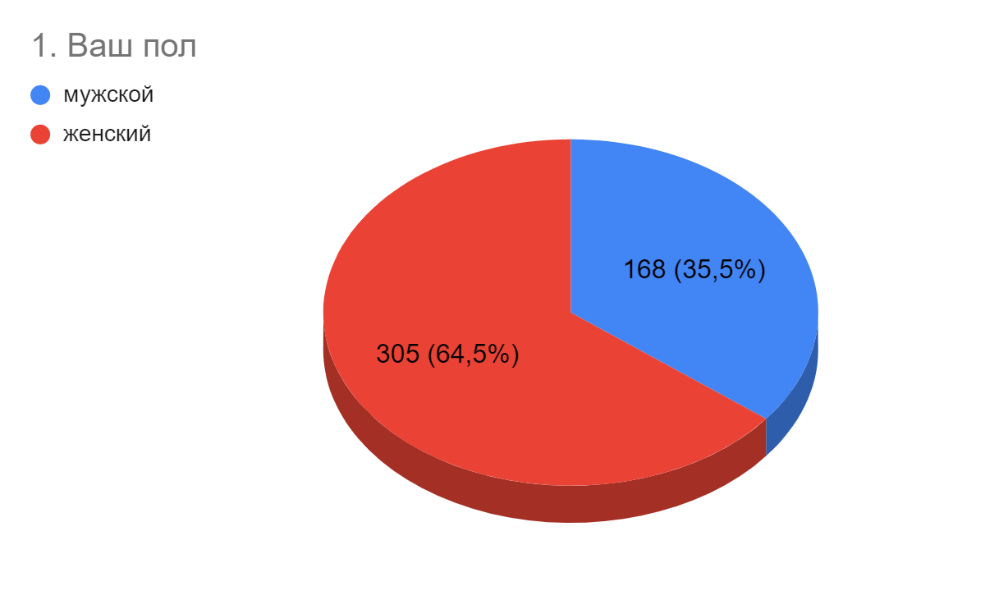 1. Ваш пол
мужской
женский
168 (35,5%)
305 (64,5%)